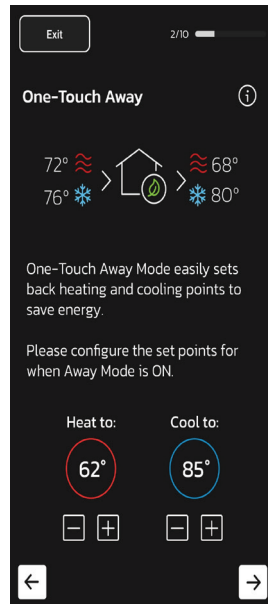 Exit
2/10
One-Touch Away
72° 68°
76° 80°
One-Touch Away Mode easily sets
back heating and cooling points to
save energy.
Please configure the set points for
when Away Mode is ON.
Heat to: Cool to:
62° 85°